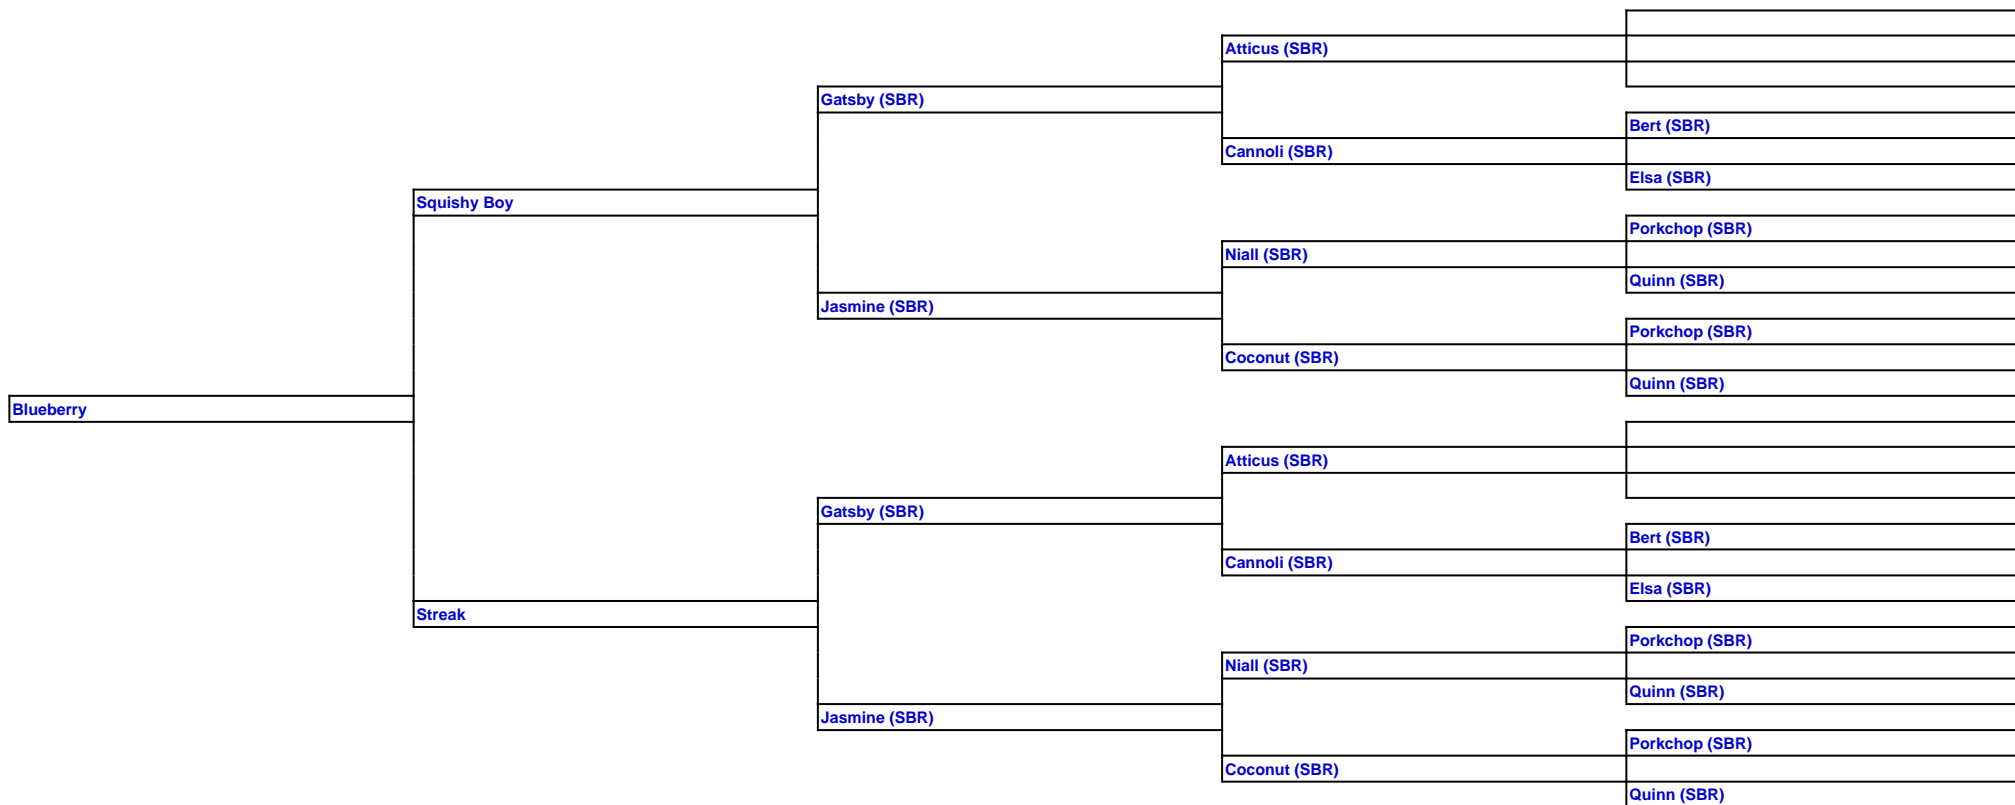 Atticus (SBR)
Gatsby (SBR)
Bert (SBR)
Cannoli (SBR)
Elsa (SBR)
Squishy Boy
Porkchop (SBR)
Niall (SBR)
Quinn (SBR)
Jasmine (SBR)
Porkchop (SBR)
Coconut (SBR)
Quinn (SBR)
Blueberry
Atticus (SBR)
Gatsby (SBR)
Bert (SBR)
Cannoli (SBR)
Elsa (SBR)
Streak
Porkchop (SBR)
Niall (SBR)
Quinn (SBR)
Jasmine (SBR)
Porkchop (SBR)
Coconut (SBR)
Quinn (SBR)